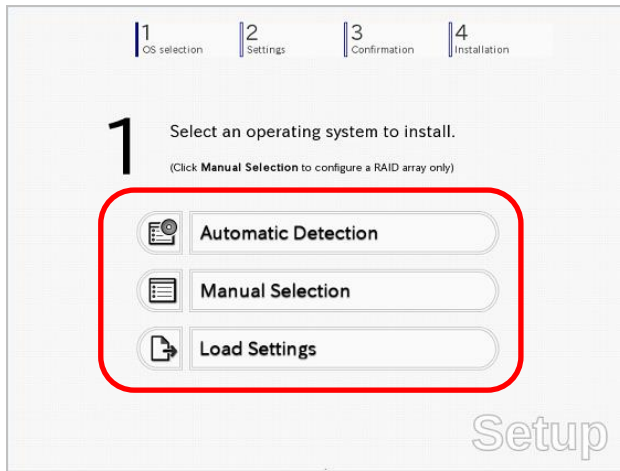 1
OS selection
2
Settings
3
Confirmation
4
Installation
1
Select an operating system to install.
(Click Manual Selection to configure a RAID array only)
Automatic Detection
Manual Selection
Load Settings
Setup